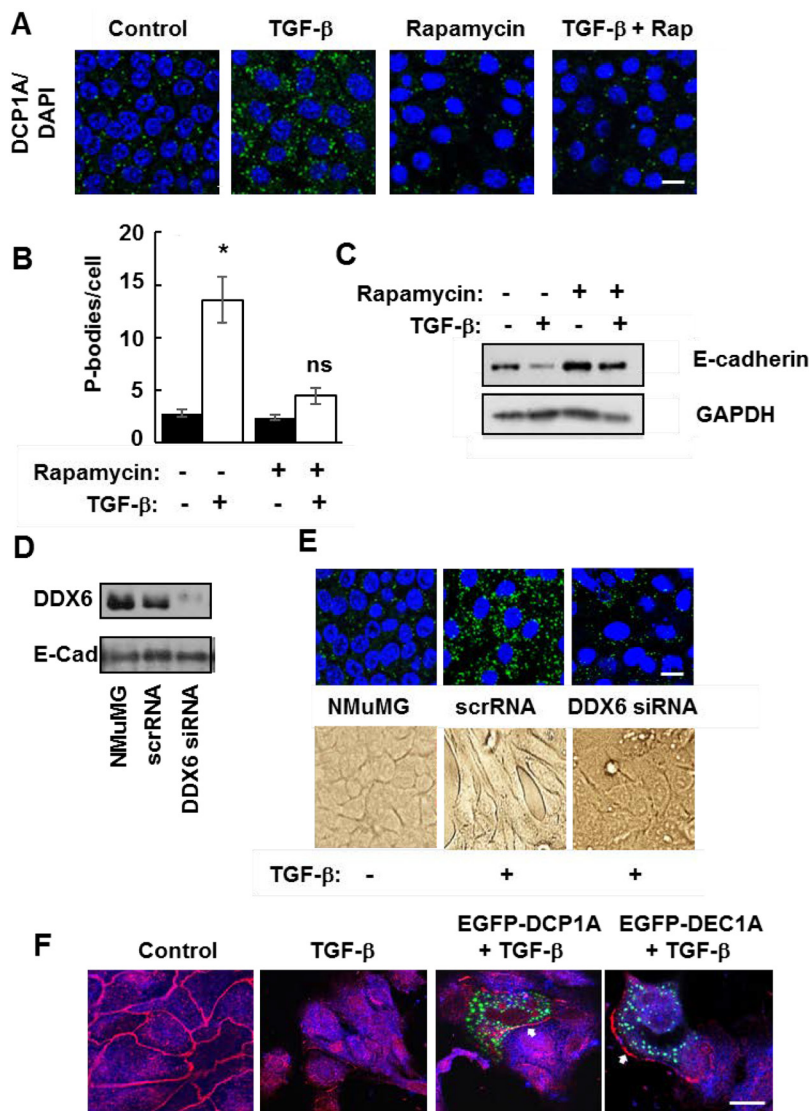 A
Control TGF-β Rapamycin TGF-β + Rap
DCP1A/
DAPI
B
P-bodies/cell
20
15
10
5
0
*
ns
Rapamycin: - - + +
TGF-β: - + - +
C
Rapamycin: - - + +
TGF-β: - + - +
E-cadherin
GAPDH
D
DDX6
E-Cad
NMuMG
scrRNA
DDX6 siRNA
E
NMuMG scrRNA DDX6 siRNA
TGF-β: - + +
F
Control TGF-β EGFP-DCP1A + TGF-β EGFP-DEC1A + TGF-β